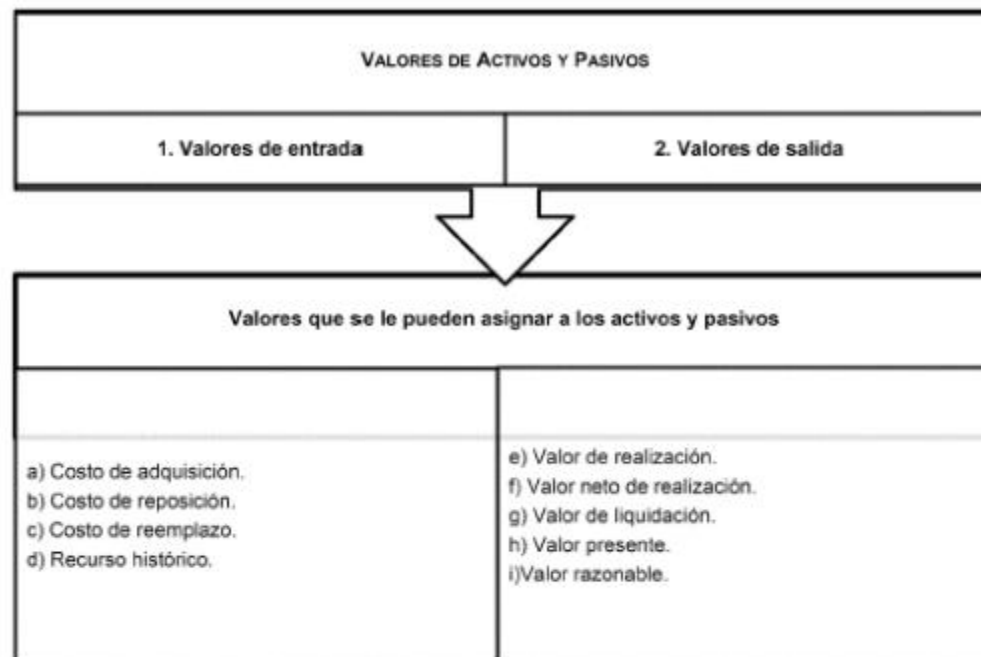 VALORES DE ACTIVOS Y PASIVOS
1. Valores de entrada
2. Valores de salida
Valores que se le pueden asignar a los activos y pasivos
a) Costo de adquisición.
b) Costo de reposición.
c) Costo de reemplazo.
d) Recurso histórico.
e) Valor de realización.
f) Valor neto de realización.
g) Valor de liquidación.
h) Valor presente.
i)Valor razonable.